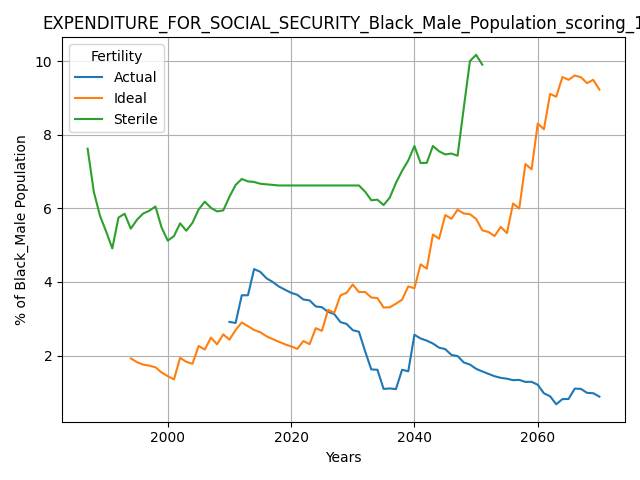 EXPENDITURE_FOR_SOCIAL_SECURITY_Black_Male_Population_scoring_1
Fertility
Actual
Ideal
Sterile
% of Black_Male Population
10
8
6
4
2
2000
2020
2040
2060
Years